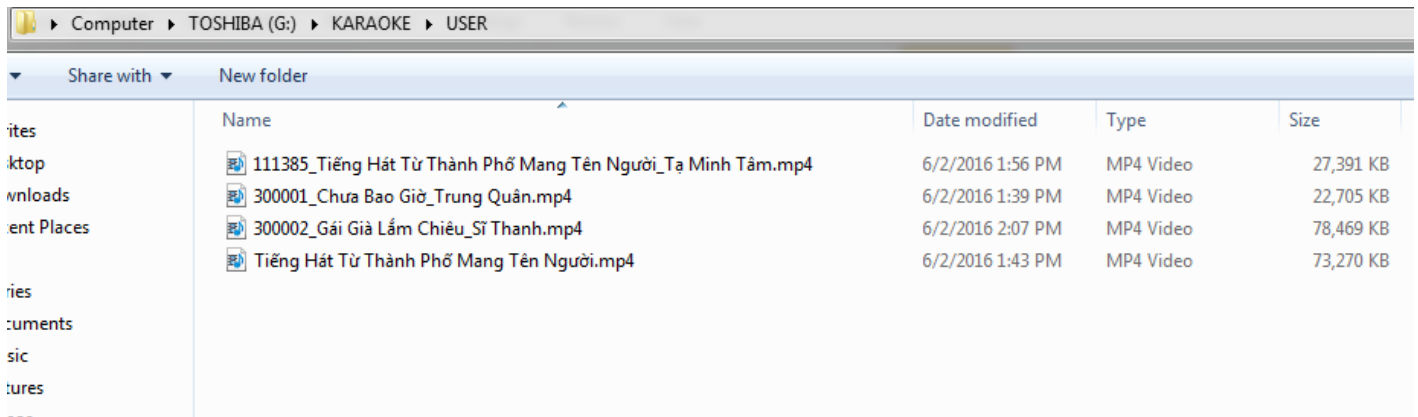 Computer TOSHIBA (G:) KARAOKE USER
Share with New folder
Name Date modified Type Size
rites
111385_Tiếng Hát Từ Thành Phố Mang Tên Người_Tạ Minh Tâm.mp4 6/2/2016 1:56 PM MP4 Video 27,391 KB
sktop
300001_Chưa Bao Giờ_Trung Quân.mp4 6/2/2016 1:39 PM MP4 Video 22,705 KB
wnloads
300002_Gái Già Lắm Chiêu_Sĩ Thanh.mp4 6/2/2016 2:07 PM MP4 Video 78,469 KB
cent Places
Tiếng Hát Từ Thành Phố Mang Tên Người.mp4 6/2/2016 1:43 PM MP4 Video 73,270 KB
ries
cuments
sic
tures